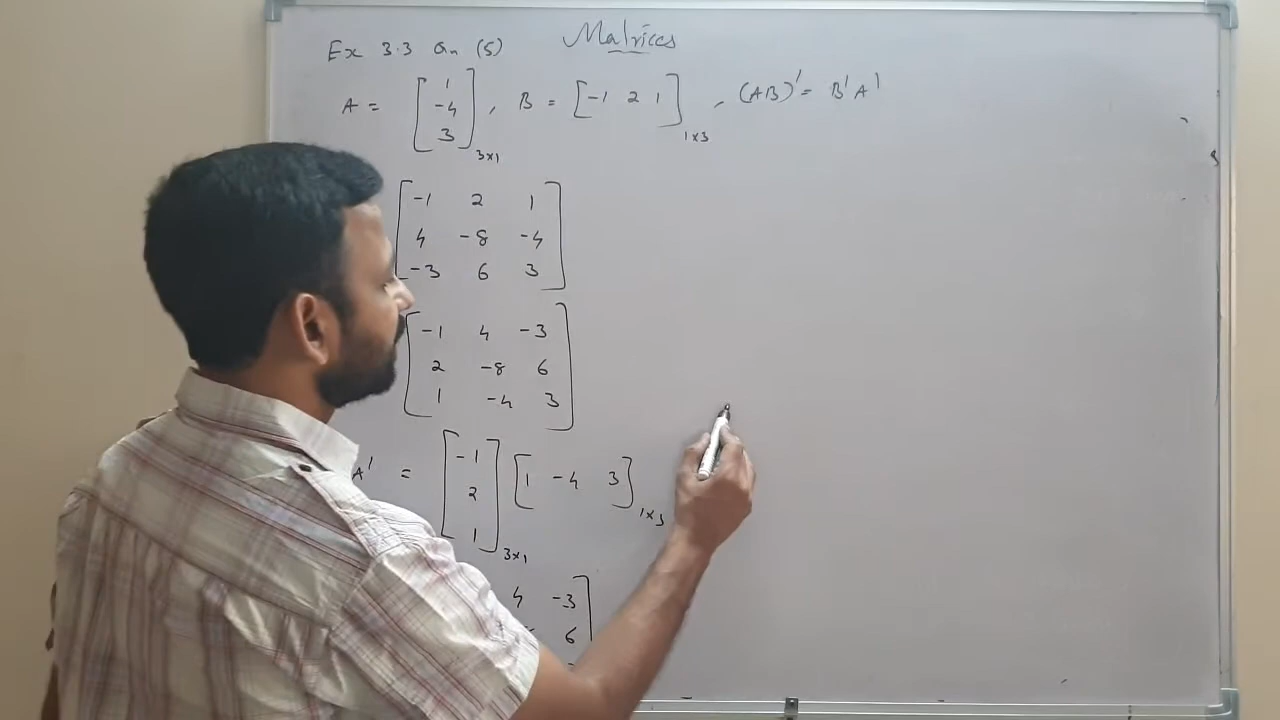 Matrices
Ex 3.3 Qn (5)
A = [1 -4 3] 3x1 , B = [-1 2 1] 1x3 , (AB)' = B'A'
-1 2 1
4 -8 -4
-3 6 3
-1 4 -3
2 -8 6
1 -4 3
A' = [-1 2 1] 3x1 [1 -4 3] 1x3
4 -3
6